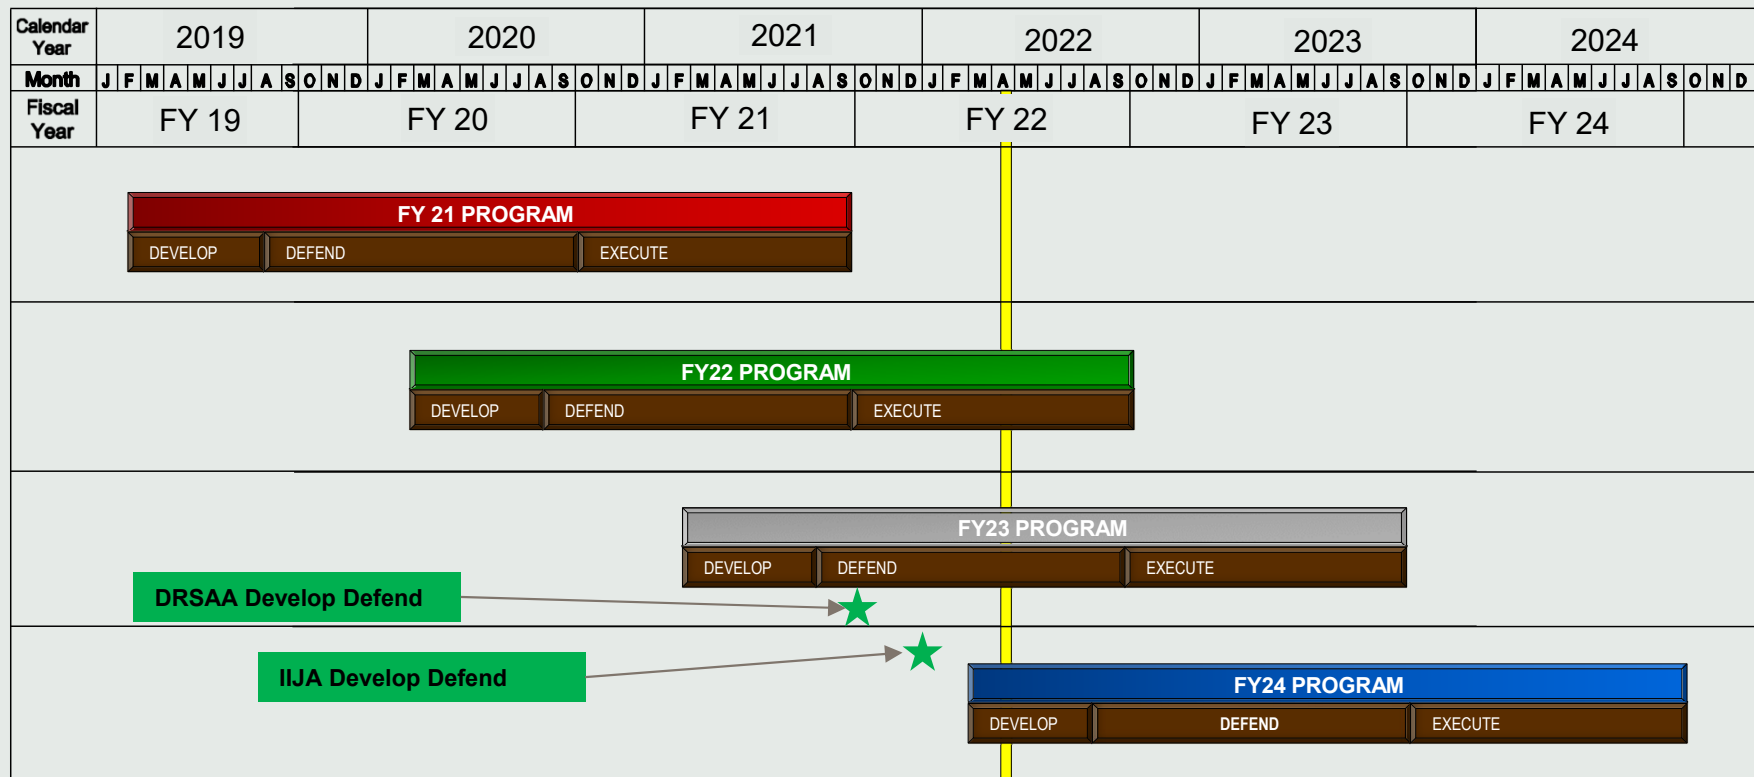 Calendar
Year
2019 2020 2021 2022 2023 2024
Month J F M A M J J A S O N D J F M A M J J A S O N D J F M A M J J A S O N D J F M A M J J A S O N D J F M A M J J A S O N D J F M A M J J A S O N D
Fiscal
Year
FY 19 FY 20 FY 21 FY 22 FY 23 FY 24
FY 21 PROGRAM
DEVELOP DEFEND EXECUTE
FY22 PROGRAM
DEVELOP DEFEND EXECUTE
FY23 PROGRAM
DEVELOP DEFEND EXECUTE
DRSAA Develop Defend
IIJA Develop Defend
FY24 PROGRAM
DEVELOP DEFEND EXECUTE